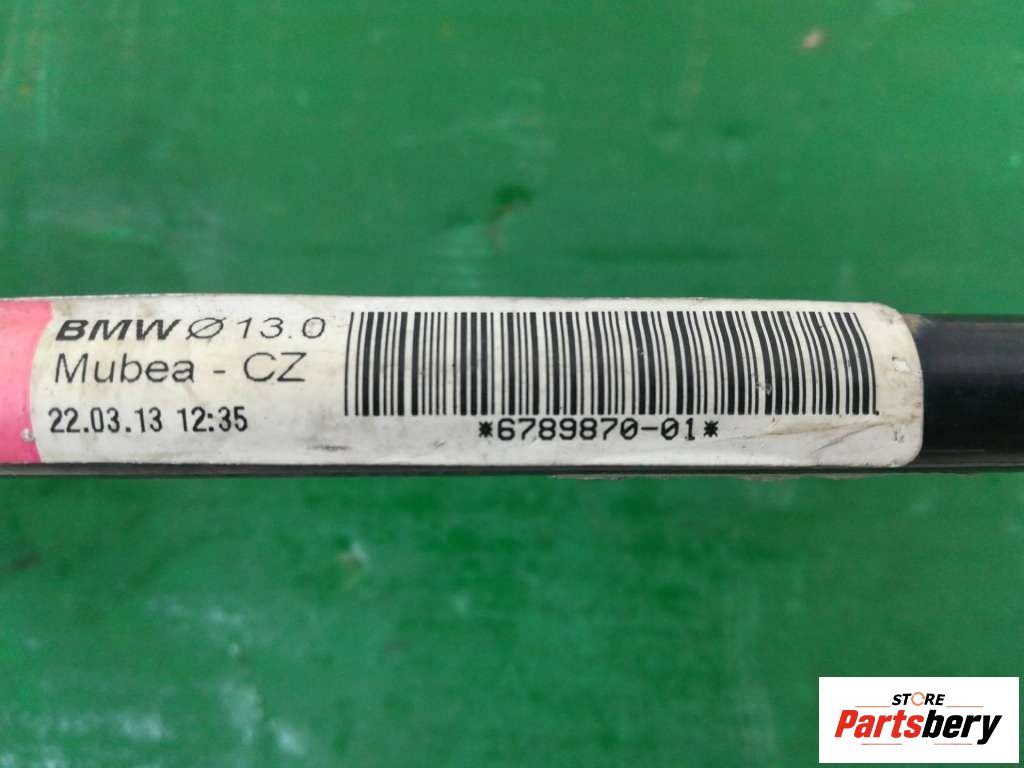 BMW Ø 13.0
Mubea - CZ
22.03.13 12:35
*6789870-01*
STORE
Partsbery